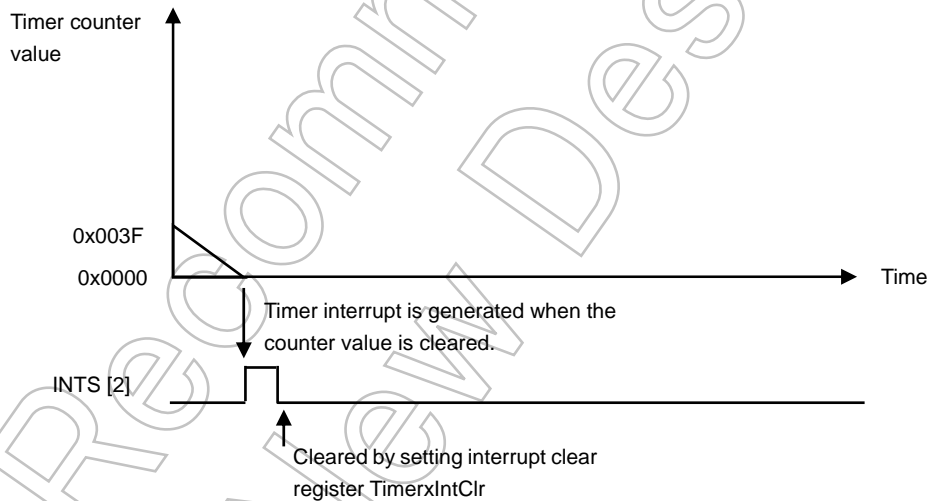 Timer counter
value
0x003F
0x0000
Time
Timer interrupt is generated when the
counter value is cleared.
INTS [2]
Cleared by setting interrupt clear
register TimerxIntClr